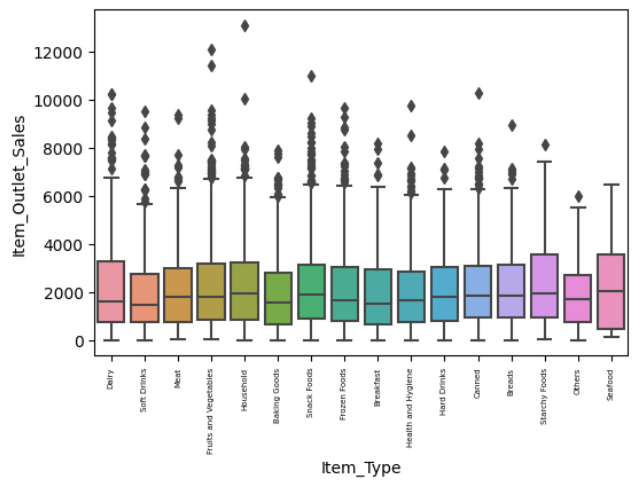 12000
10000
8000
6000
4000
2000
0
Item_Outlet_Sales
Dairy
Soft Drinks
Meat
Fruits and Vegetables
Household
Baking Goods
Snack Foods
Frozen Foods
Breakfast
Health and Hygiene
Hard Drinks
Canned
Breads
Starchy Foods
Others
Seafood
Item_Type